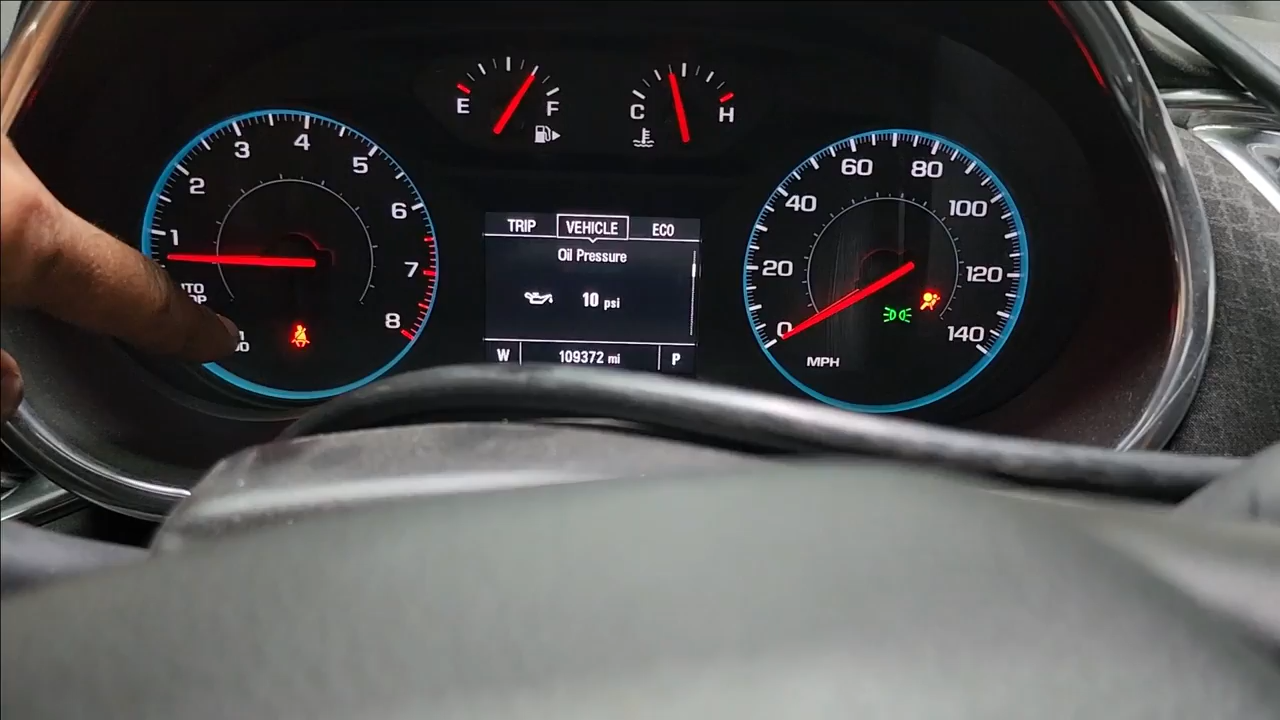 E F
C H
1 2 3 4 5 6 7 8
TRIP VEHICLE ECO
Oil Pressure
10 psi
W 109372 mi P
0 20 40 60 80 100 120 140
MPH